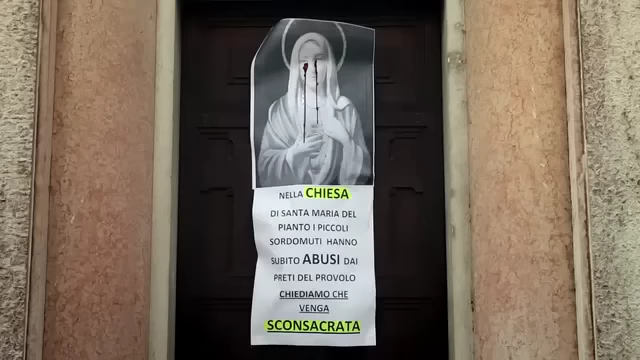 NELLA CHIESA
DI SANTA MARIA DEL
PIANTO I PICCOLI
SORDOMUTI HANNO
SUBITO ABUSI DAI
PRETI DEL PROVOLO
CHIEDIAMO CHE
VENGA
SCONSACRATA